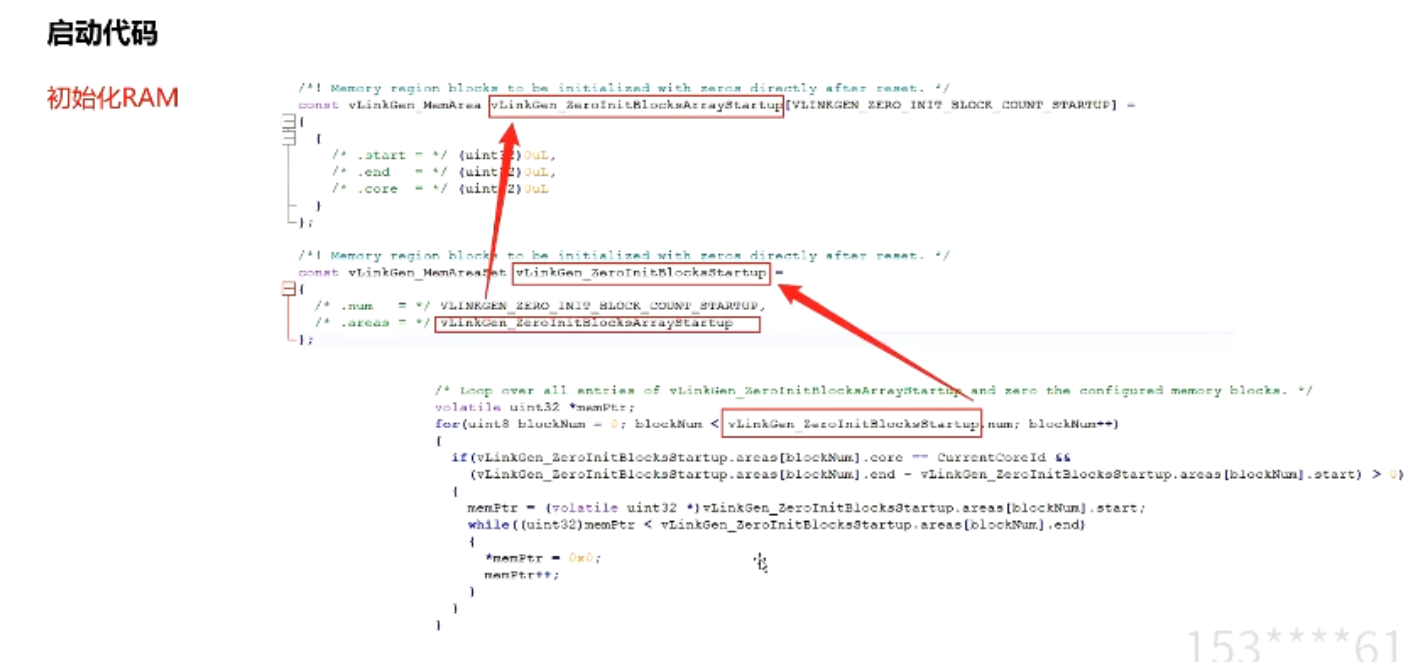 启动代码
初始化RAM
/*! Memory region blocks to be initialized with zeros directly after reset. */
const vLinkGen_MemArea vLinkGen_ZeroInitBlocksArrayStartup[VLINKGEN_ZERO_INIT_BLOCK_COUNT_STARTUP] =
{
{
/* .start = */ (uint32)0uL,
/* .end = */ (uint32)0uL,
/* .core = */ (uint32)0uL
}
};
/*! Memory region blocks to be initialized with zeros directly after reset. */
const vLinkGen_MemAreaSet vLinkGen_ZeroInitBlocksStartup =
{
/* .num = */ VLINKGEN_ZERO_INIT_BLOCK_COUNT_STARTUP,
/* .areas = */ vLinkGen_ZeroInitBlocksArrayStartup
};
/* Loop over all entries of vLinkGen_ZeroInitBlocksArrayStartup and zero the configured memory blocks. */
volatile uint32 *memPtr;
for(uint8 blockNum = 0; blockNum < vLinkGen_ZeroInitBlocksStartup.num; blockNum++)
{
if(vLinkGen_ZeroInitBlocksStartup.areas[blockNum].core == CurrentCoreId &&
(vLinkGen_ZeroInitBlocksStartup.areas[blockNum].end - vLinkGen_ZeroInitBlocksStartup.areas[blockNum].start) > 0)
{
memPtr = (volatile uint32 *)vLinkGen_ZeroInitBlocksStartup.areas[blockNum].start;
while((uint32)memPtr < vLinkGen_ZeroInitBlocksStartup.areas[blockNum].end)
{
*memPtr = 0x0;
memPtr++;
}
}
}
153****61